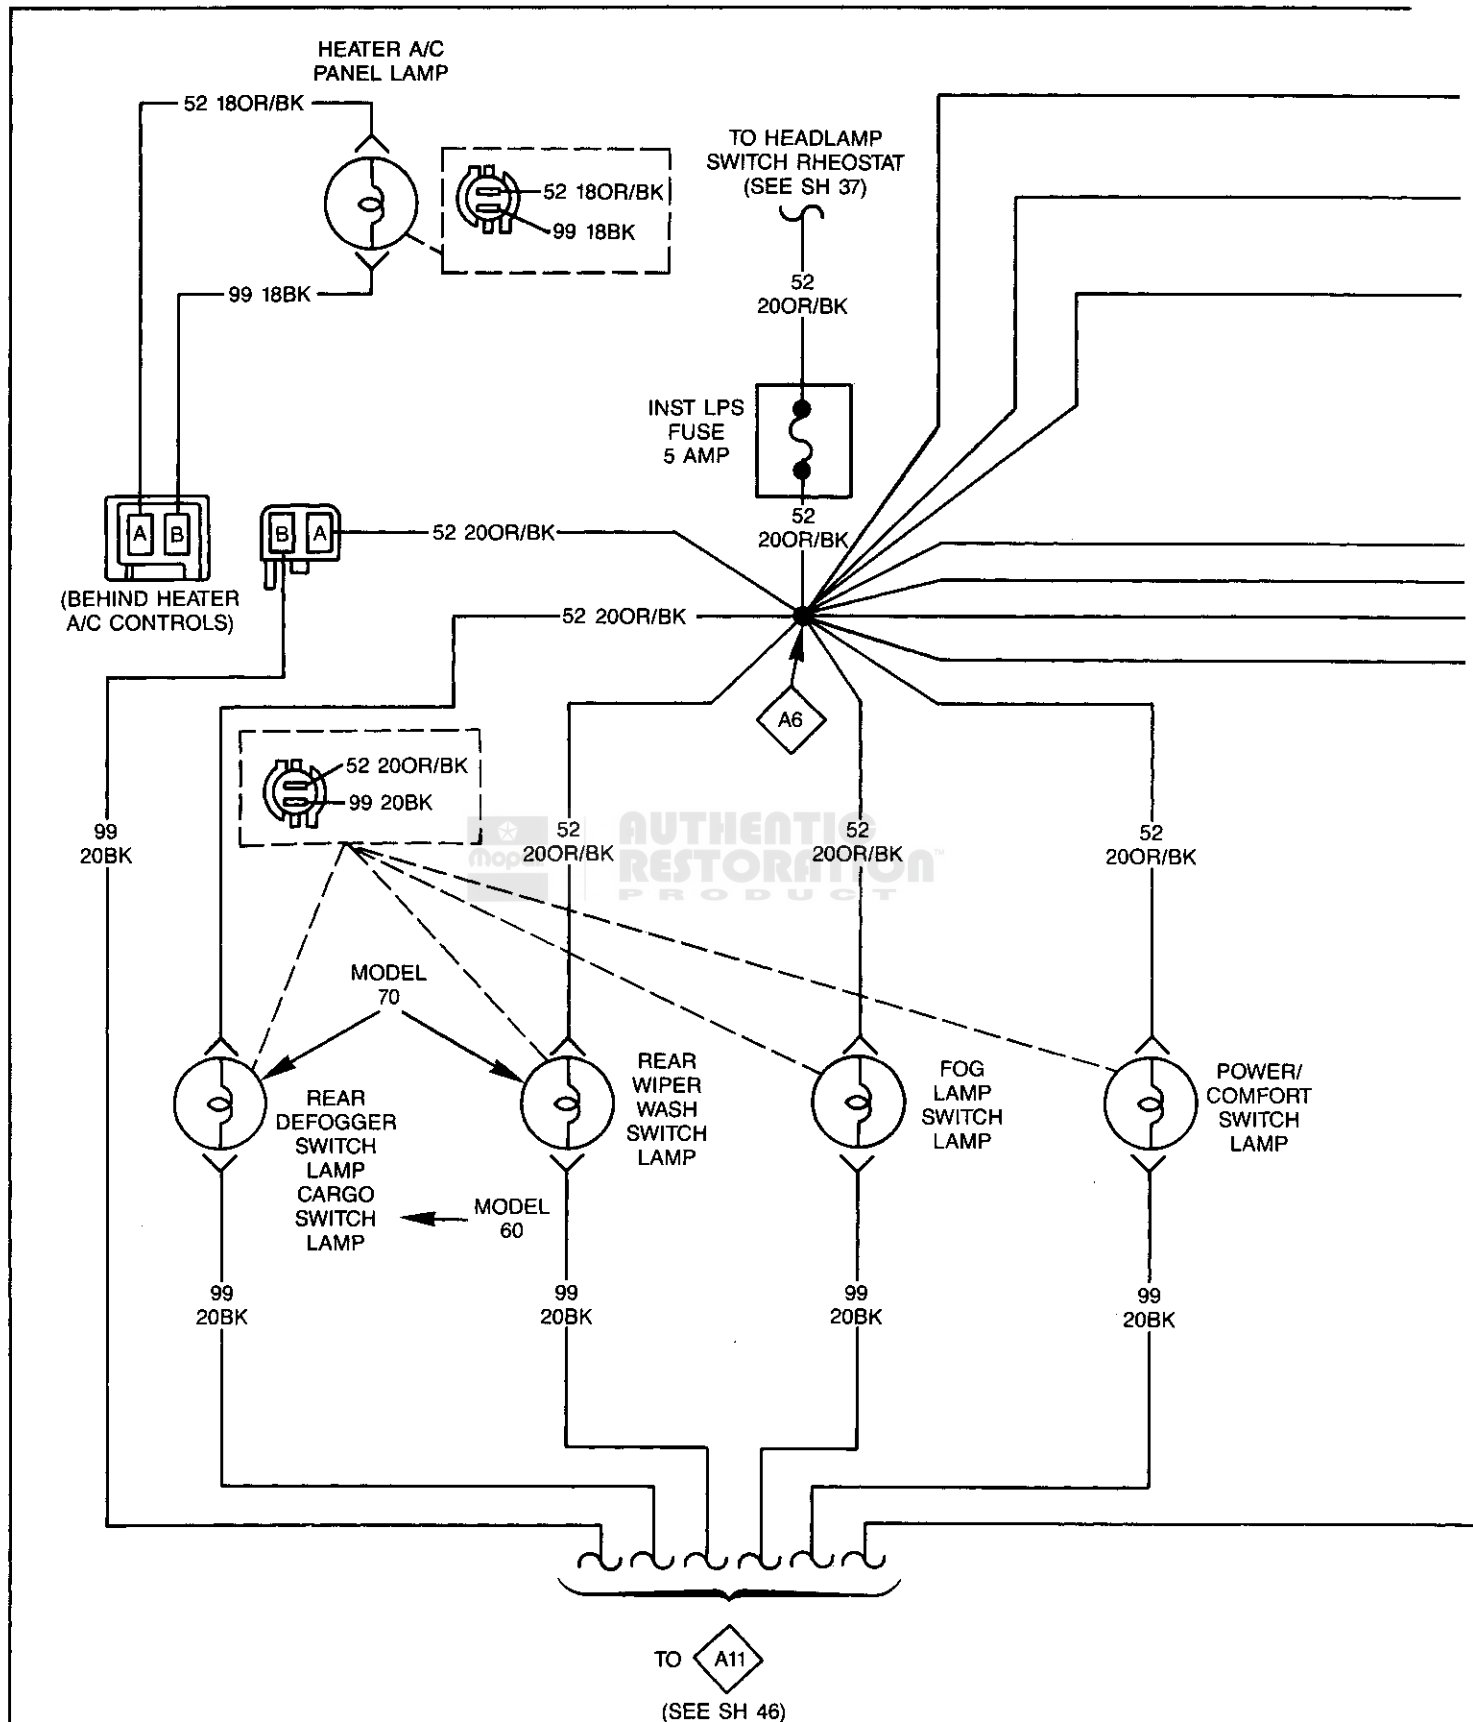 HEATER A/C
PANEL LAMP
52 18OR/BK
52 18OR/BK
99 18BK
99 18BK
TO HEADLAMP
SWITCH RHEOSTAT
(SEE SH 37)
52
20OR/BK
INST LPS
FUSE
5 AMP
52
20OR/BK
A B
B A
52 20OR/BK
(BEHIND HEATER
A/C CONTROLS)
52 20OR/BK
A6
52 20OR/BK
99 20BK
99
20BK
52
20OR/BK
52
20OR/BK
52
20OR/BK
mopar
AUTHENTIC
RESTORATION™
PRODUCT
MODEL
70
REAR
DEFOGGER
SWITCH
LAMP
CARGO
SWITCH
LAMP
MODEL
60
REAR
WIPER
WASH
SWITCH
LAMP
FOG
LAMP
SWITCH
LAMP
POWER/
COMFORT
SWITCH
LAMP
99
20BK
99
20BK
99
20BK
99
20BK
TO A11
(SEE SH 46)